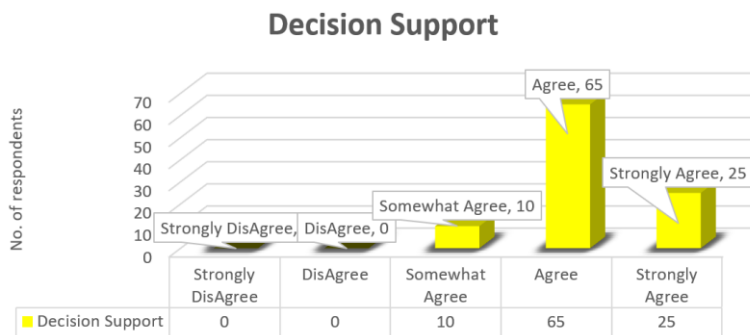 Decision Support
No. of respondents
70
60
50
40
30
20
10
0
Agree, 65
Strongly Agree, 25
Somewhat Agree, 10
Strongly DisAgree,
DisAgree, 0
Strongly
DisAgree
DisAgree
Somewhat
Agree
Agree
Strongly
Agree
Decision Support 0 0 10 65 25